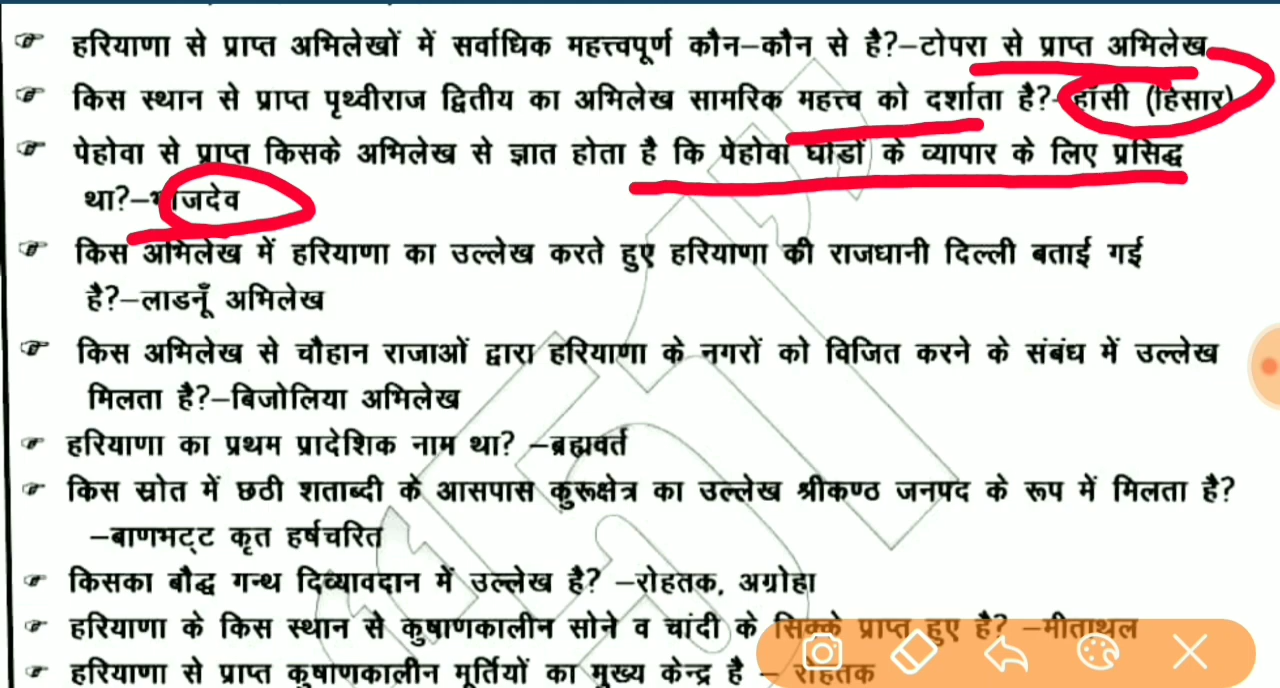 ☞ हरियाणा से प्राप्त अभिलेखों में सर्वाधिक महत्त्वपूर्ण कौन–कौन से है?–टोपरा से प्राप्त अभिलेख
☞ किस स्थान से प्राप्त पृथ्वीराज द्वितीय का अभिलेख सामरिक महत्त्व को दर्शाता है?–हाँसी (हिसार)
☞ पेहोवा से प्राप्त किसके अभिलेख से ज्ञात होता है कि पेहोवा घोडों के व्यापार के लिए प्रसिद्ध
था?–भोजदेव
☞ किस अभिलेख में हरियाणा का उल्लेख करते हुए हरियाणा की राजधानी दिल्ली बताई गई
है?–लाडनूँ अभिलेख
☞ किस अभिलेख से चौहान राजाओं द्वारा हरियाणा के नगरों को विजित करने के संबंध में उल्लेख
मिलता है?–बिजोलिया अभिलेख
☞ हरियाणा का प्रथम प्रादेशिक नाम था? –ब्रह्मवर्त
☞ किस स्रोत में छठी शताब्दी के आसपास कुरूक्षेत्र का उल्लेख श्रीकण्ठ जनपद के रूप में मिलता है?
–बाणभट्ट कृत हर्षचरित
☞ किसका बौद्ध गन्थ दिव्यावदान में उल्लेख है? –रोहतक, अग्रोहा
☞ हरियाणा के किस स्थान से कुषाणकालीन सोने व चांदी के सिक्के प्राप्त हुए है? –मीताथल
☞ हरियाणा से प्राप्त कुषाणकालीन मूर्तियों का मुख्य केन्द्र है – रोहतक